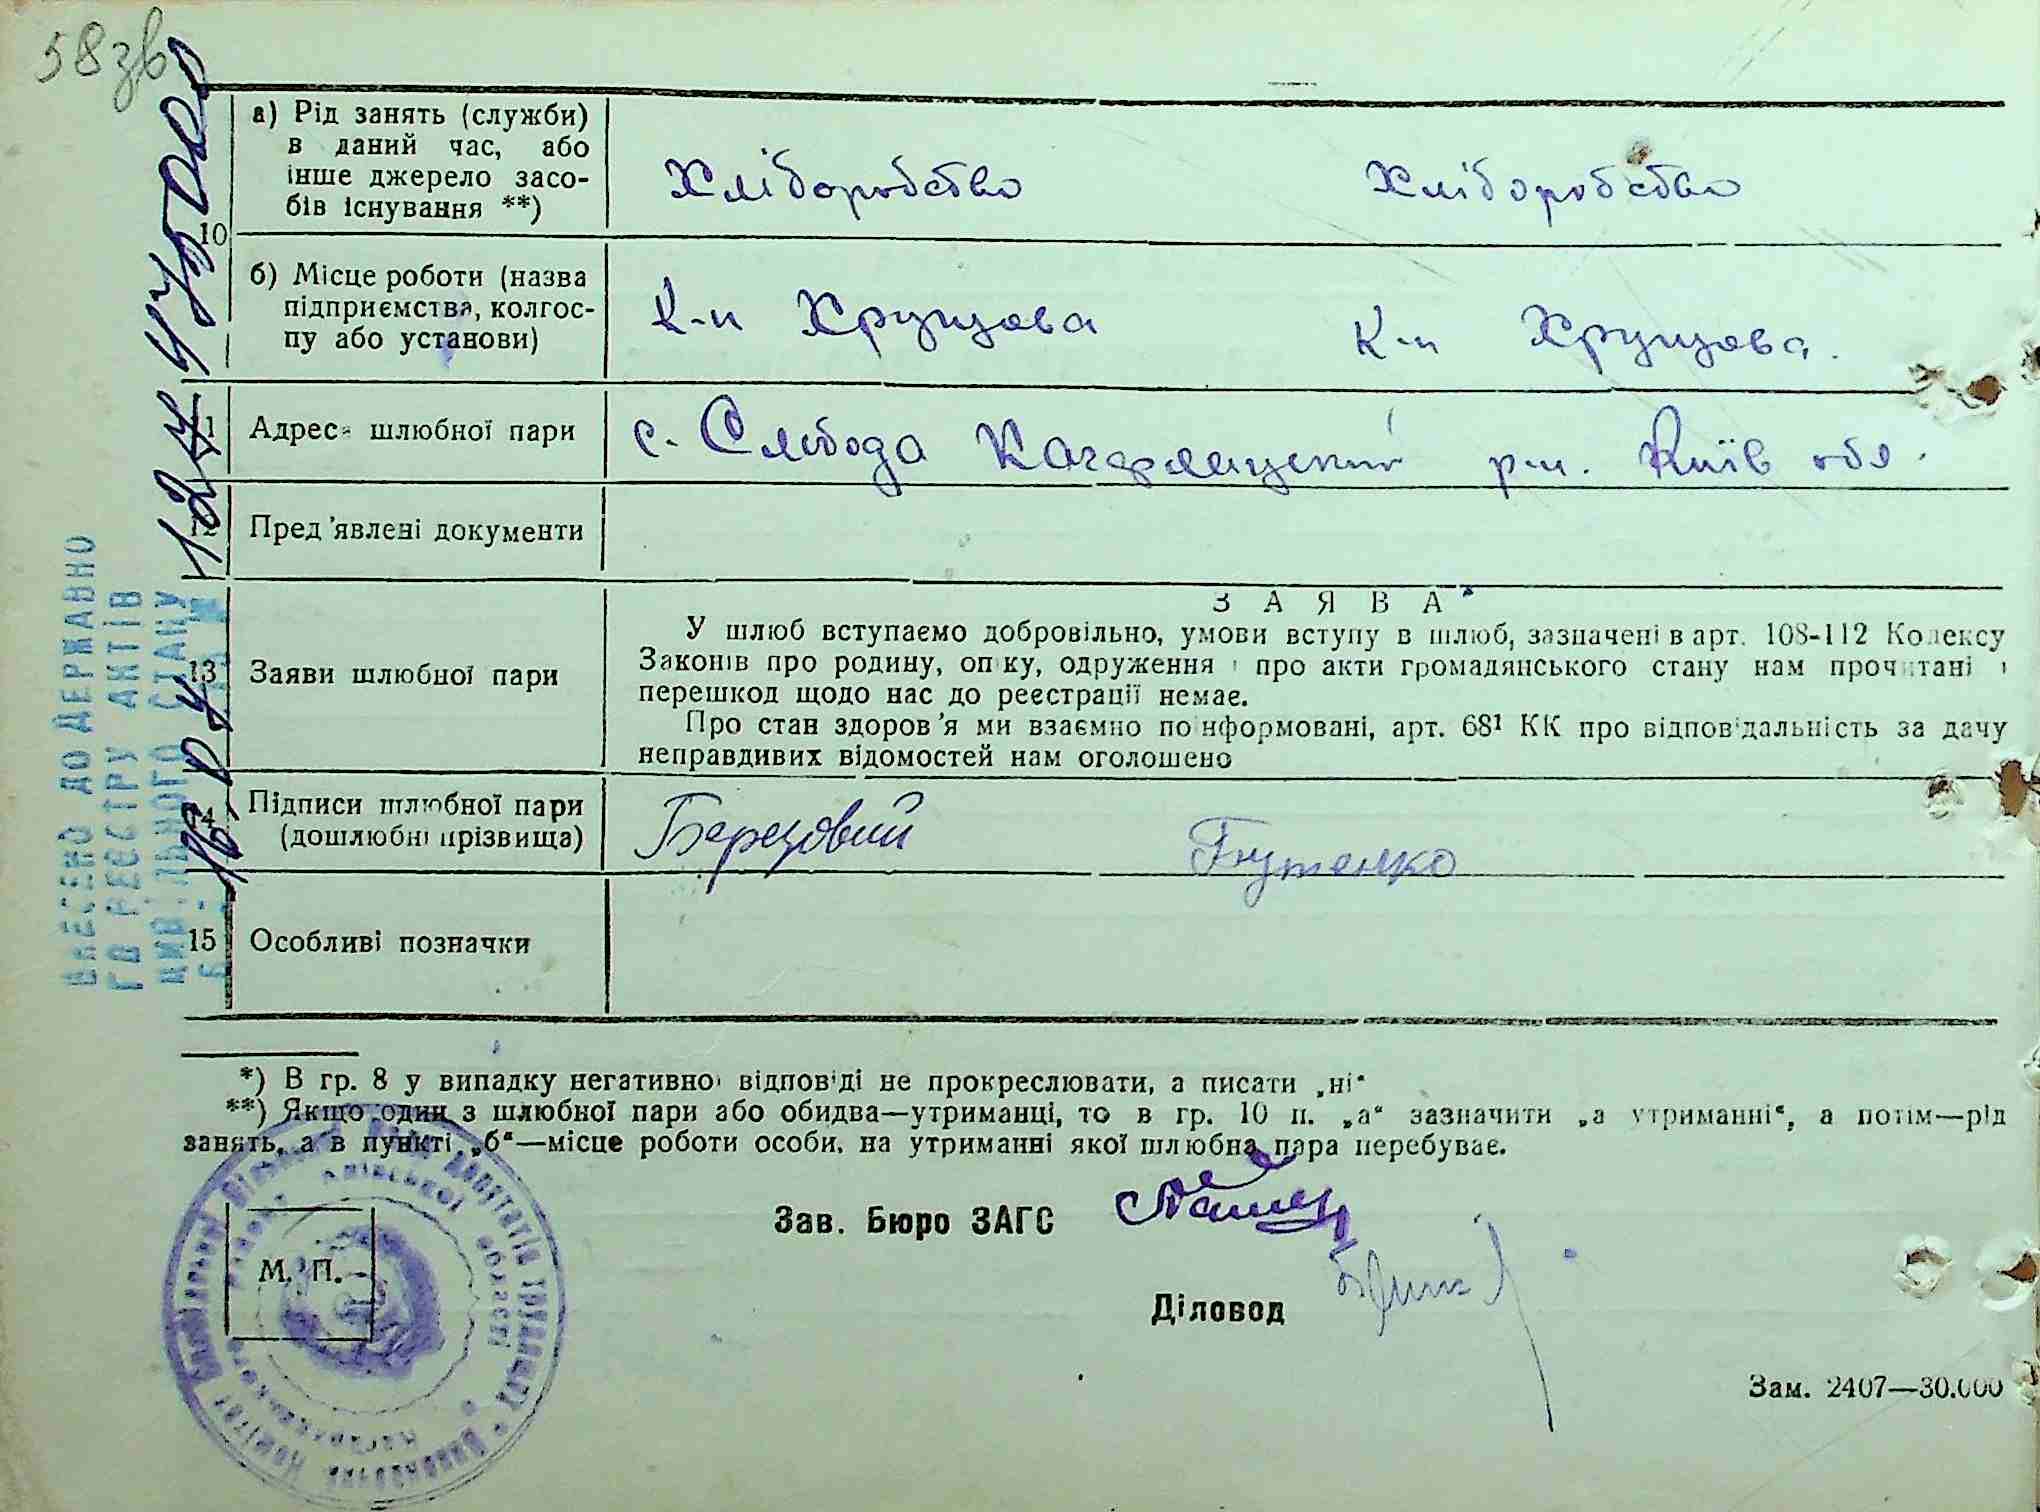 58зв
а) Рід занять (служби)
в даний час, або
інше джерело засо-
бів існування **)
Хліборобство Хліборобство
10
б) Місце роботи (назва
підприємства, колгос-
пу або установи)
К-п Хрущова К-п Хрущова.
11 Адреса шлюбної пари с. Слобода Кагарлицький р-н. Київ обл.
12 Пред'явлені документи
ЗАЯВА
13 Заяви шлюбної пари
У шлюб вступаємо добровільно, умови вступу в шлюб, зазначені в арт. 108-112 Кодексу
Законів про родину, опіку, одруження і про акти громадянського стану нам прочитані і
перешкод щодо нас до реєстрації немає.
Про стан здоров'я ми взаємно поінформовані, арт. 68¹ КК про відповідальність за дачу
неправдивих відомостей нам оголошено
14 Підписи шлюбної пари
(дошлюбні прізвища)
Березовий Бутенко
15 Особливі позначки
*) В гр. 8 у випадку негативної відповіді не прокреслювати, а писати „ні“
**) Якщо один з шлюбної пари або обидва—утриманці, то в гр. 10 п. „а“ зазначити „а утриманні“, а потім—рід
занять, а в пункті „б“—місце роботи особи, на утриманні якої шлюбна пара перебуває.
Зав. Бюро ЗАГС
Діловод
М. П.
Зам. 2407—30.000
ВНЕСЕНО ДО ДЕРЖАВНО
ГО РЕЄСТРУ АКТІВ
ЦИВІЛЬНОГО СТАНУ